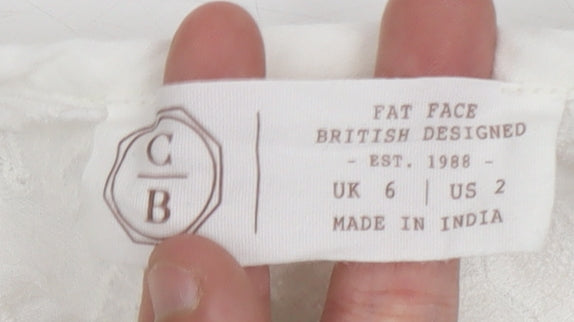 C
B
FAT FACE
BRITISH DESIGNED
- EST. 1988 -
UK 6 | US 2
MADE IN INDIA